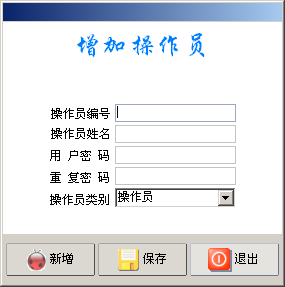 增加操作员
操作员编号
操作员姓名
用 户 密 码
重 复 密 码
操作员类别 操作员
新增 保存 退出